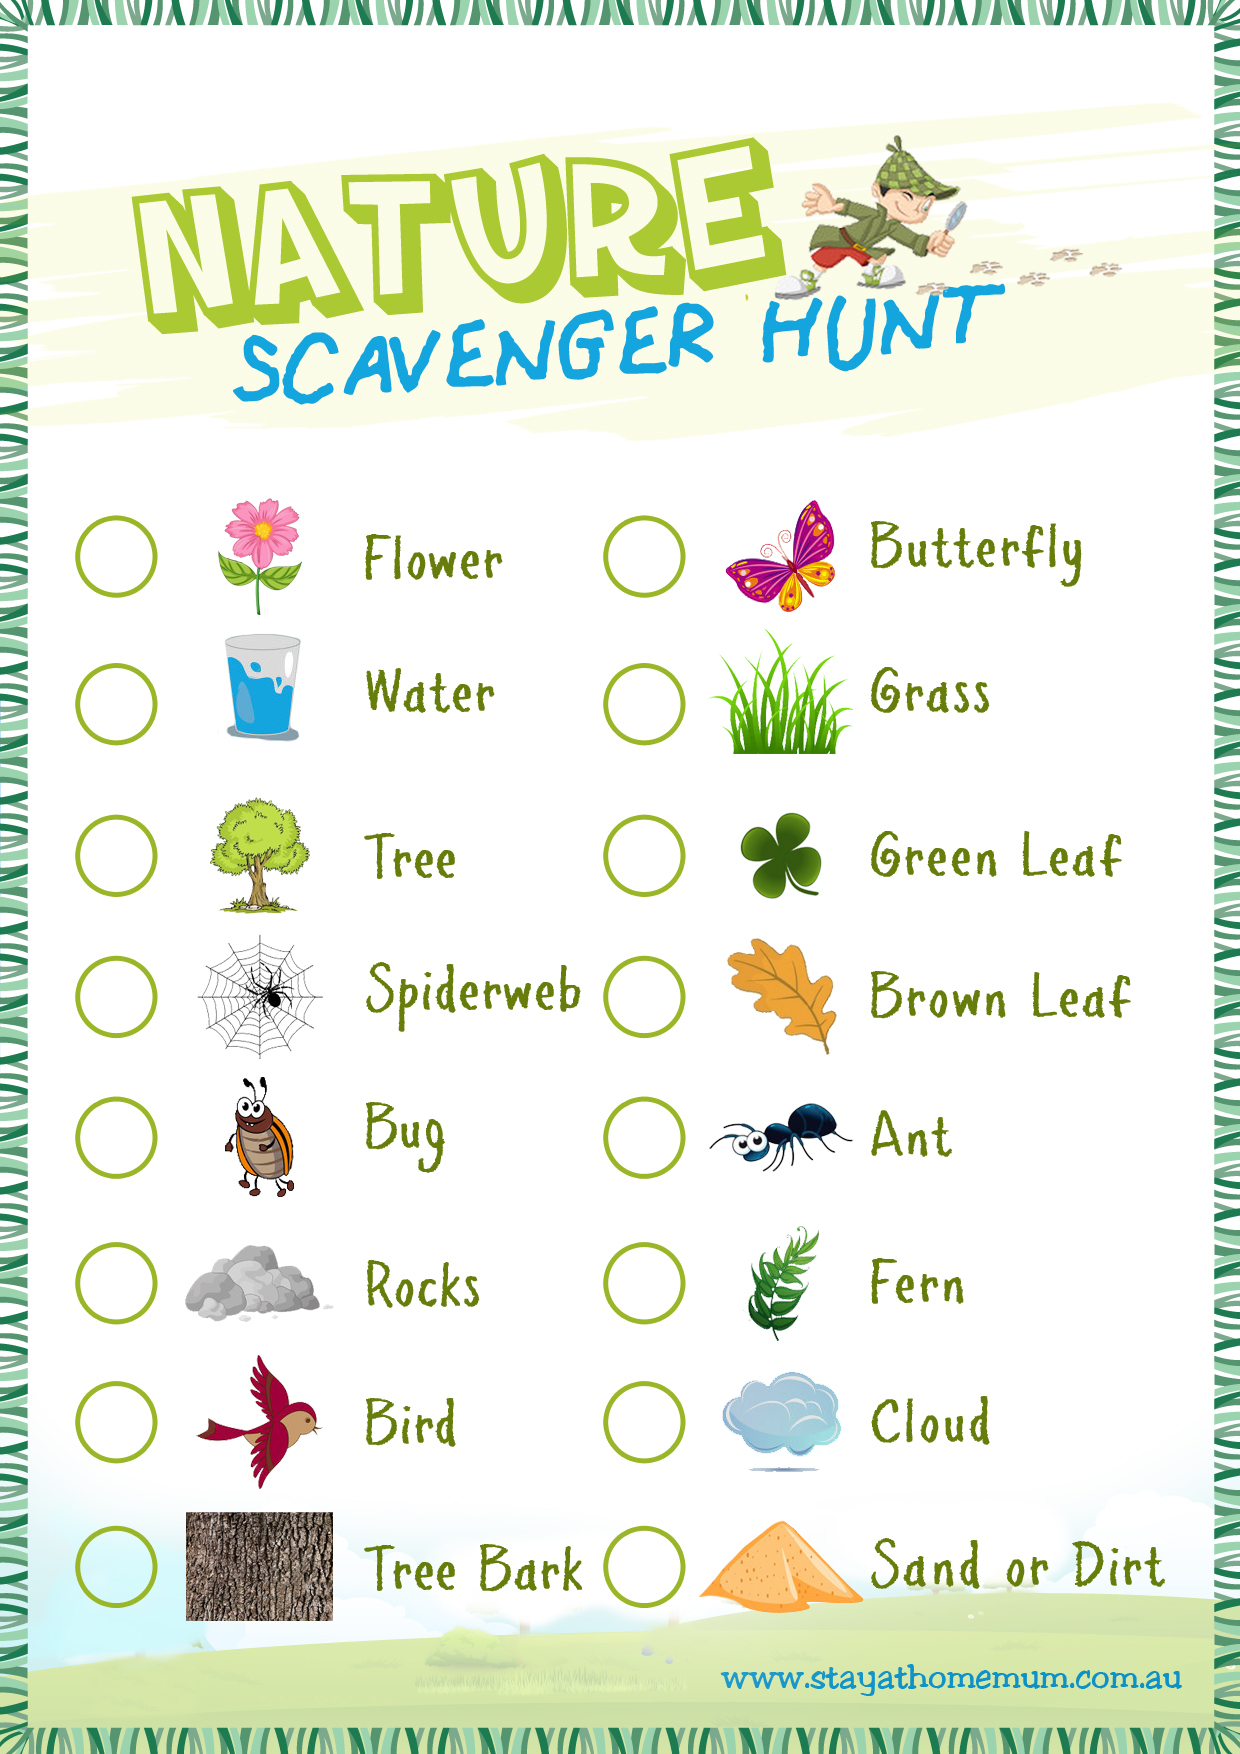 NATURE
SCAVENGER HUNT
Flower
Butterfly
Water
Grass
Tree
Green Leaf
Spiderweb
Brown Leaf
Bug
Ant
Rocks
Fern
Bird
Cloud
Tree Bark
Sand or Dirt
www.stayathomemum.com.au